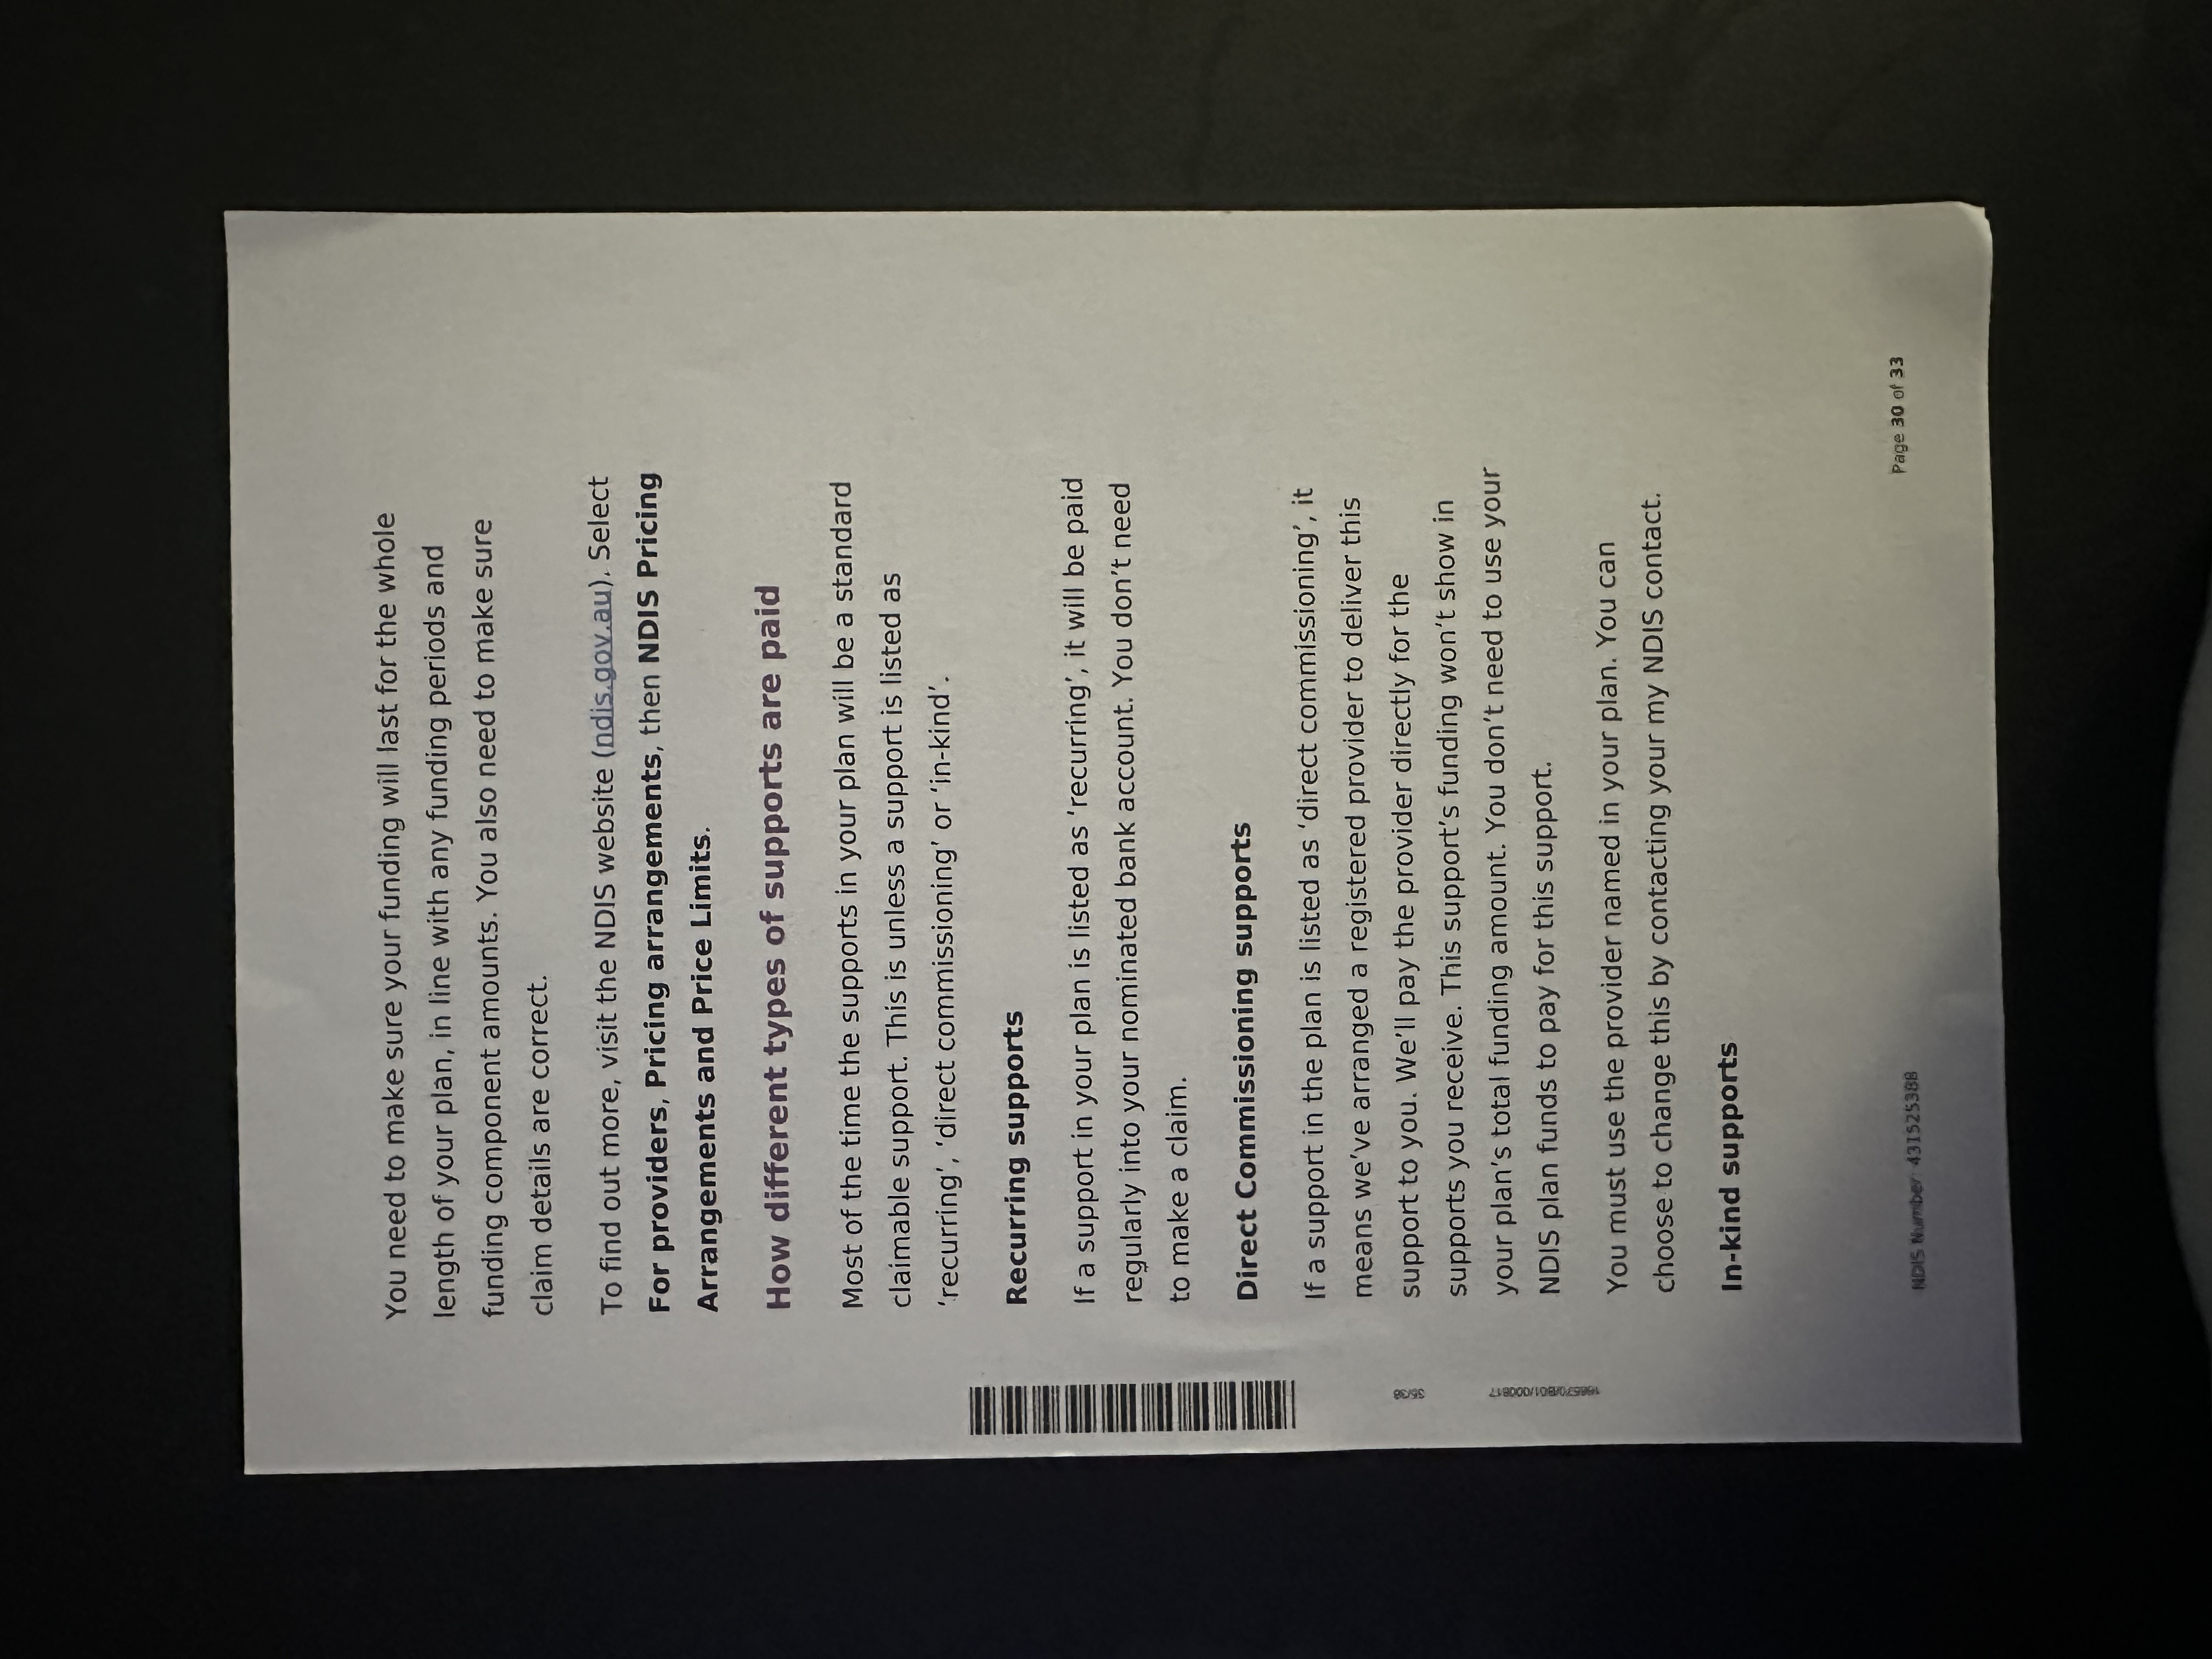 You need to make sure your funding will last for the whole
length of your plan, in line with any funding periods and
funding component amounts. You also need to make sure
claim details are correct.
To find out more, visit the NDIS website (ndis.gov.au). Select
For providers, Pricing arrangements, then NDIS Pricing
Arrangements and Price Limits.
How different types of supports are paid
Most of the time the supports in your plan will be a standard
claimable support. This is unless a support is listed as
‘recurring’, ‘direct commissioning’ or ‘in-kind’.
Recurring supports
If a support in your plan is listed as ‘recurring’, it will be paid
regularly into your nominated bank account. You don’t need
to make a claim.
Direct Commissioning supports
If a support in the plan is listed as ‘direct commissioning’, it
means we’ve arranged a registered provider to deliver this
support to you. We’ll pay the provider directly for the
supports you receive. This support’s funding won’t show in
your plan’s total funding amount. You don’t need to use your
NDIS plan funds to pay for this support.
You must use the provider named in your plan. You can
choose to change this by contacting your my NDIS contact.
In-kind supports
NDIS Number: 431525388
Page 30 of 33